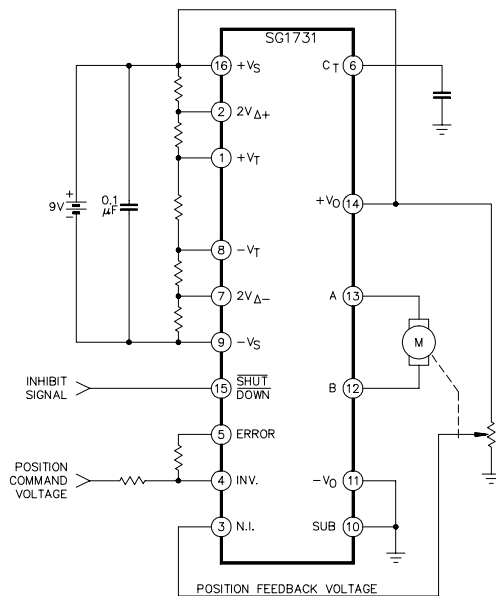 SG1731
16 +VS
CT 6
2 2VΔ+
1 +VT
+
9V
-
0.1
μF
+VO 14
8 -VT
7 2VΔ-
A 13
M
9 -VS
INHIBIT
SIGNAL
15 SHUT
DOWN
B 12
5 ERROR
POSITION
COMMAND
VOLTAGE
4 INV.
-VO 11
3 N.I.
SUB 10
POSITION FEEDBACK VOLTAGE